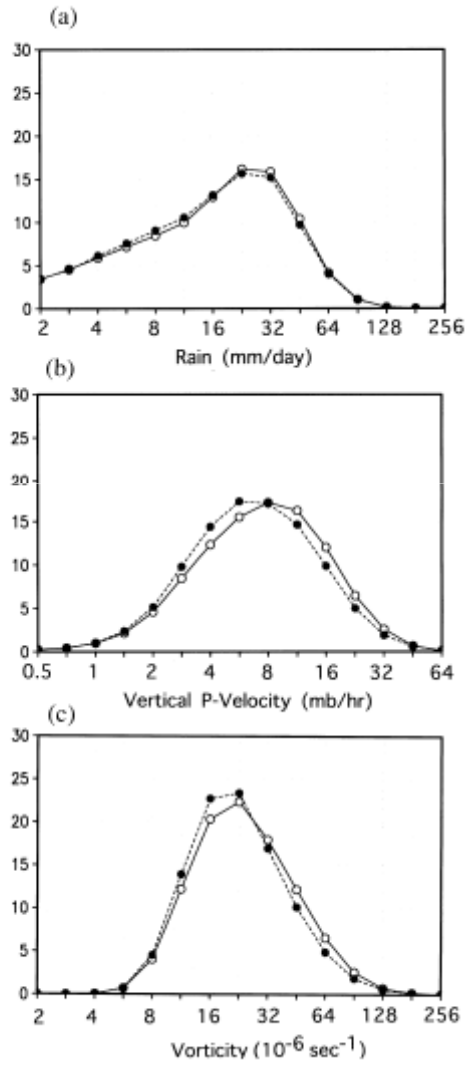 (a)
30
25
20
15
10
5
0
2 4 8 16 32 64 128 256
Rain (mm/day)
(b)
30
25
20
15
10
5
0
0.5 1 2 4 8 16 32 64
Vertical P-Velocity (mb/hr)
(c)
30
25
20
15
10
5
0
2 4 8 16 32 64 128 256
Vorticity (10⁻⁶ sec⁻¹)